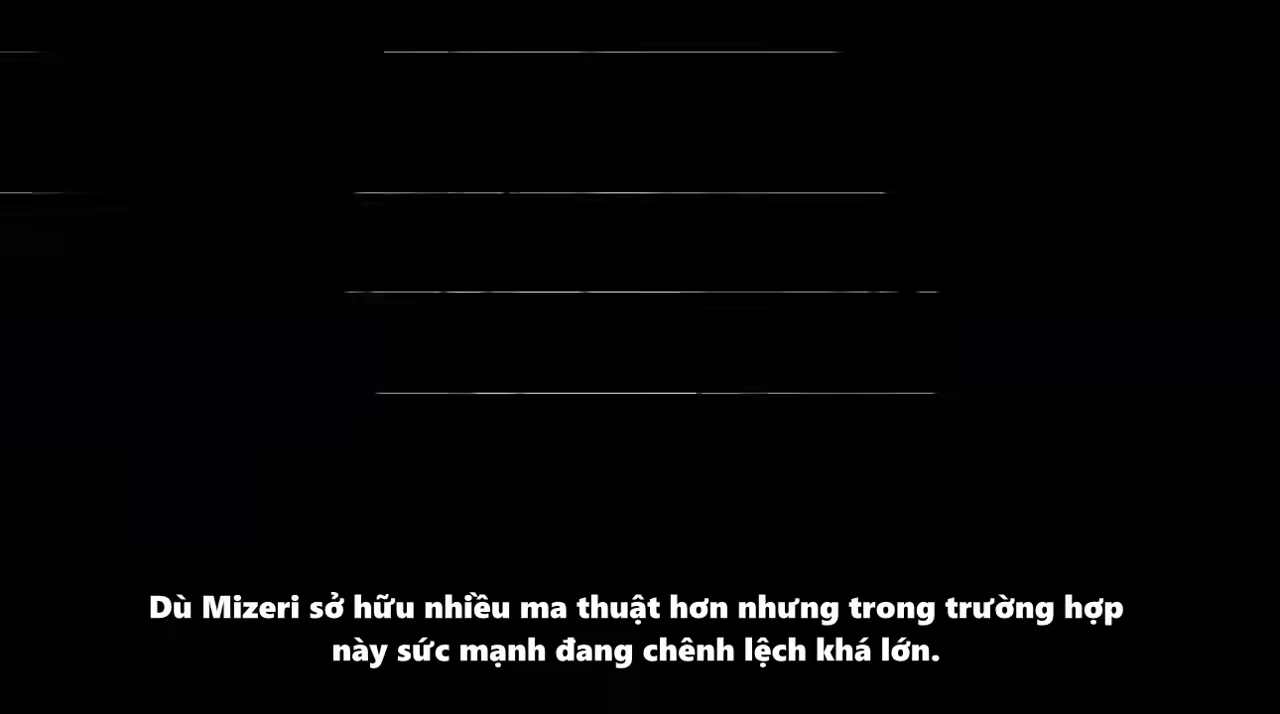 Dù Mizeri sở hữu nhiều ma thuật hơn nhưng trong trường hợp
này sức mạnh đang chênh lệch khá lớn.